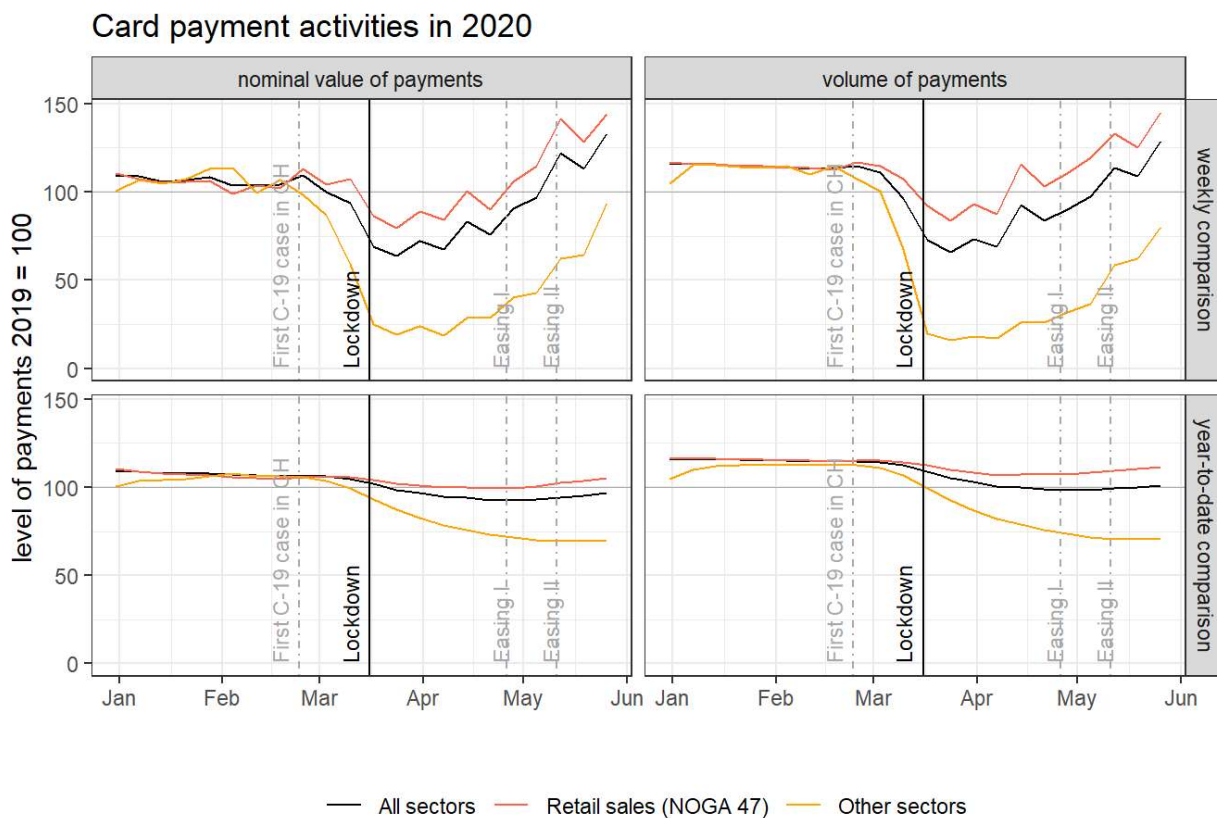 Card payment activities in 2020
nominal value of payments
volume of payments
level of payments 2019 = 100
150
100
50
0
First C-19 case in CH
Lockdown
Easing I
Easing II
First C-19 case in CH
Lockdown
Easing I
Easing II
weekly comparison
150
100
50
0
First C-19 case in CH
Lockdown
Easing I
Easing II
First C-19 case in CH
Lockdown
Easing I
Easing II
year-to-date comparison
Jan Feb Mar Apr May Jun
Jan Feb Mar Apr May Jun
All sectors Retail sales (NOGA 47) Other sectors